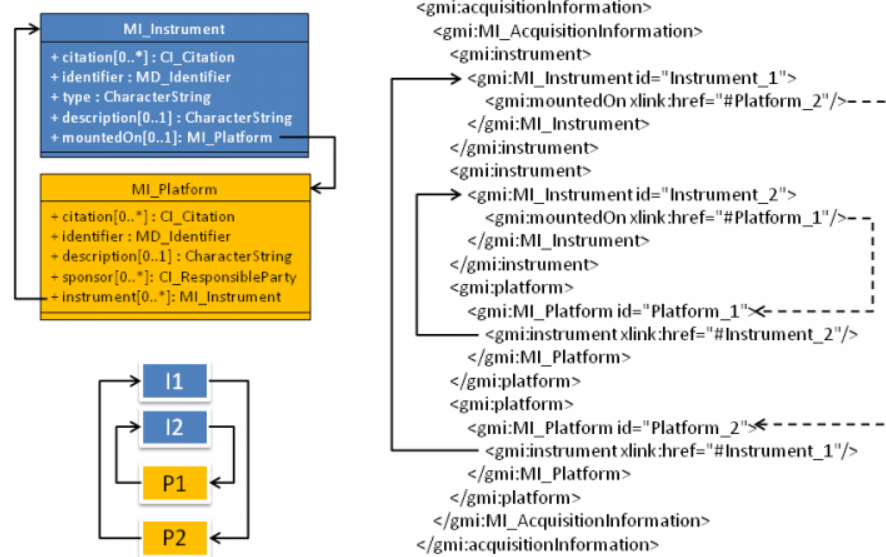 MI_Instrument
+ citation[0..*] : CI_Citation
+ identifier : MD_Identifier
+ type : CharacterString
+ description[0..1] : CharacterString
+ mountedOn[0..1]: MI_Platform
MI_Platform
+ citation[0..*] : CI_Citation
+ identifier : MD_Identifier
+ description[0..1] : CharacterString
+ sponsor[0..*]: CI_ResponsibleParty
+ instrument[0..*]: MI_Instrument
I1
I2
P1
P2
<gmi:acquisitionInformation>
<gmi:MI_AcquisitionInformation>
<gmi:instrument>
<gmi:MI_Instrument id="Instrument_1">
<gmi:mountedOn xlink:href="#Platform_2"/>
</gmi:MI_Instrument>
</gmi:instrument>
<gmi:instrument>
<gmi:MI_Instrument id="Instrument_2">
<gmi:mountedOn xlink:href="#Platform_1"/>
</gmi:MI_Instrument>
</gmi:instrument>
<gmi:platform>
<gmi:MI_Platform id="Platform_1">
<gmi:instrument xlink:href="#Instrument_2"/>
</gmi:MI_Platform>
</gmi:platform>
<gmi:platform>
<gmi:MI_Platform id="Platform_2">
<gmi:instrument xlink:href="#Instrument_1"/>
</gmi:MI_Platform>
</gmi:platform>
</gmi:MI_AcquisitionInformation>
</gmi:acquisitionInformation>